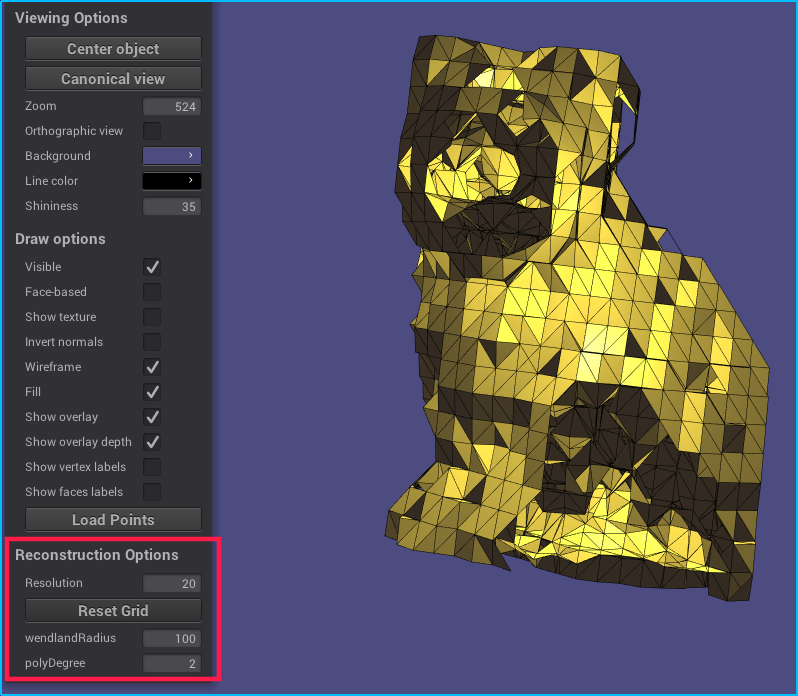 Viewing Options
Center object
Canonical view
Zoom 524
Orthographic view
Background ›
Line color ›
Shininess 35
Draw options
Visible
Face-based
Show texture
Invert normals
Wireframe
Fill
Show overlay
Show overlay depth
Show vertex labels
Show faces labels
Load Points
Reconstruction Options
Resolution 20
Reset Grid
wendlandRadius 100
polyDegree 2